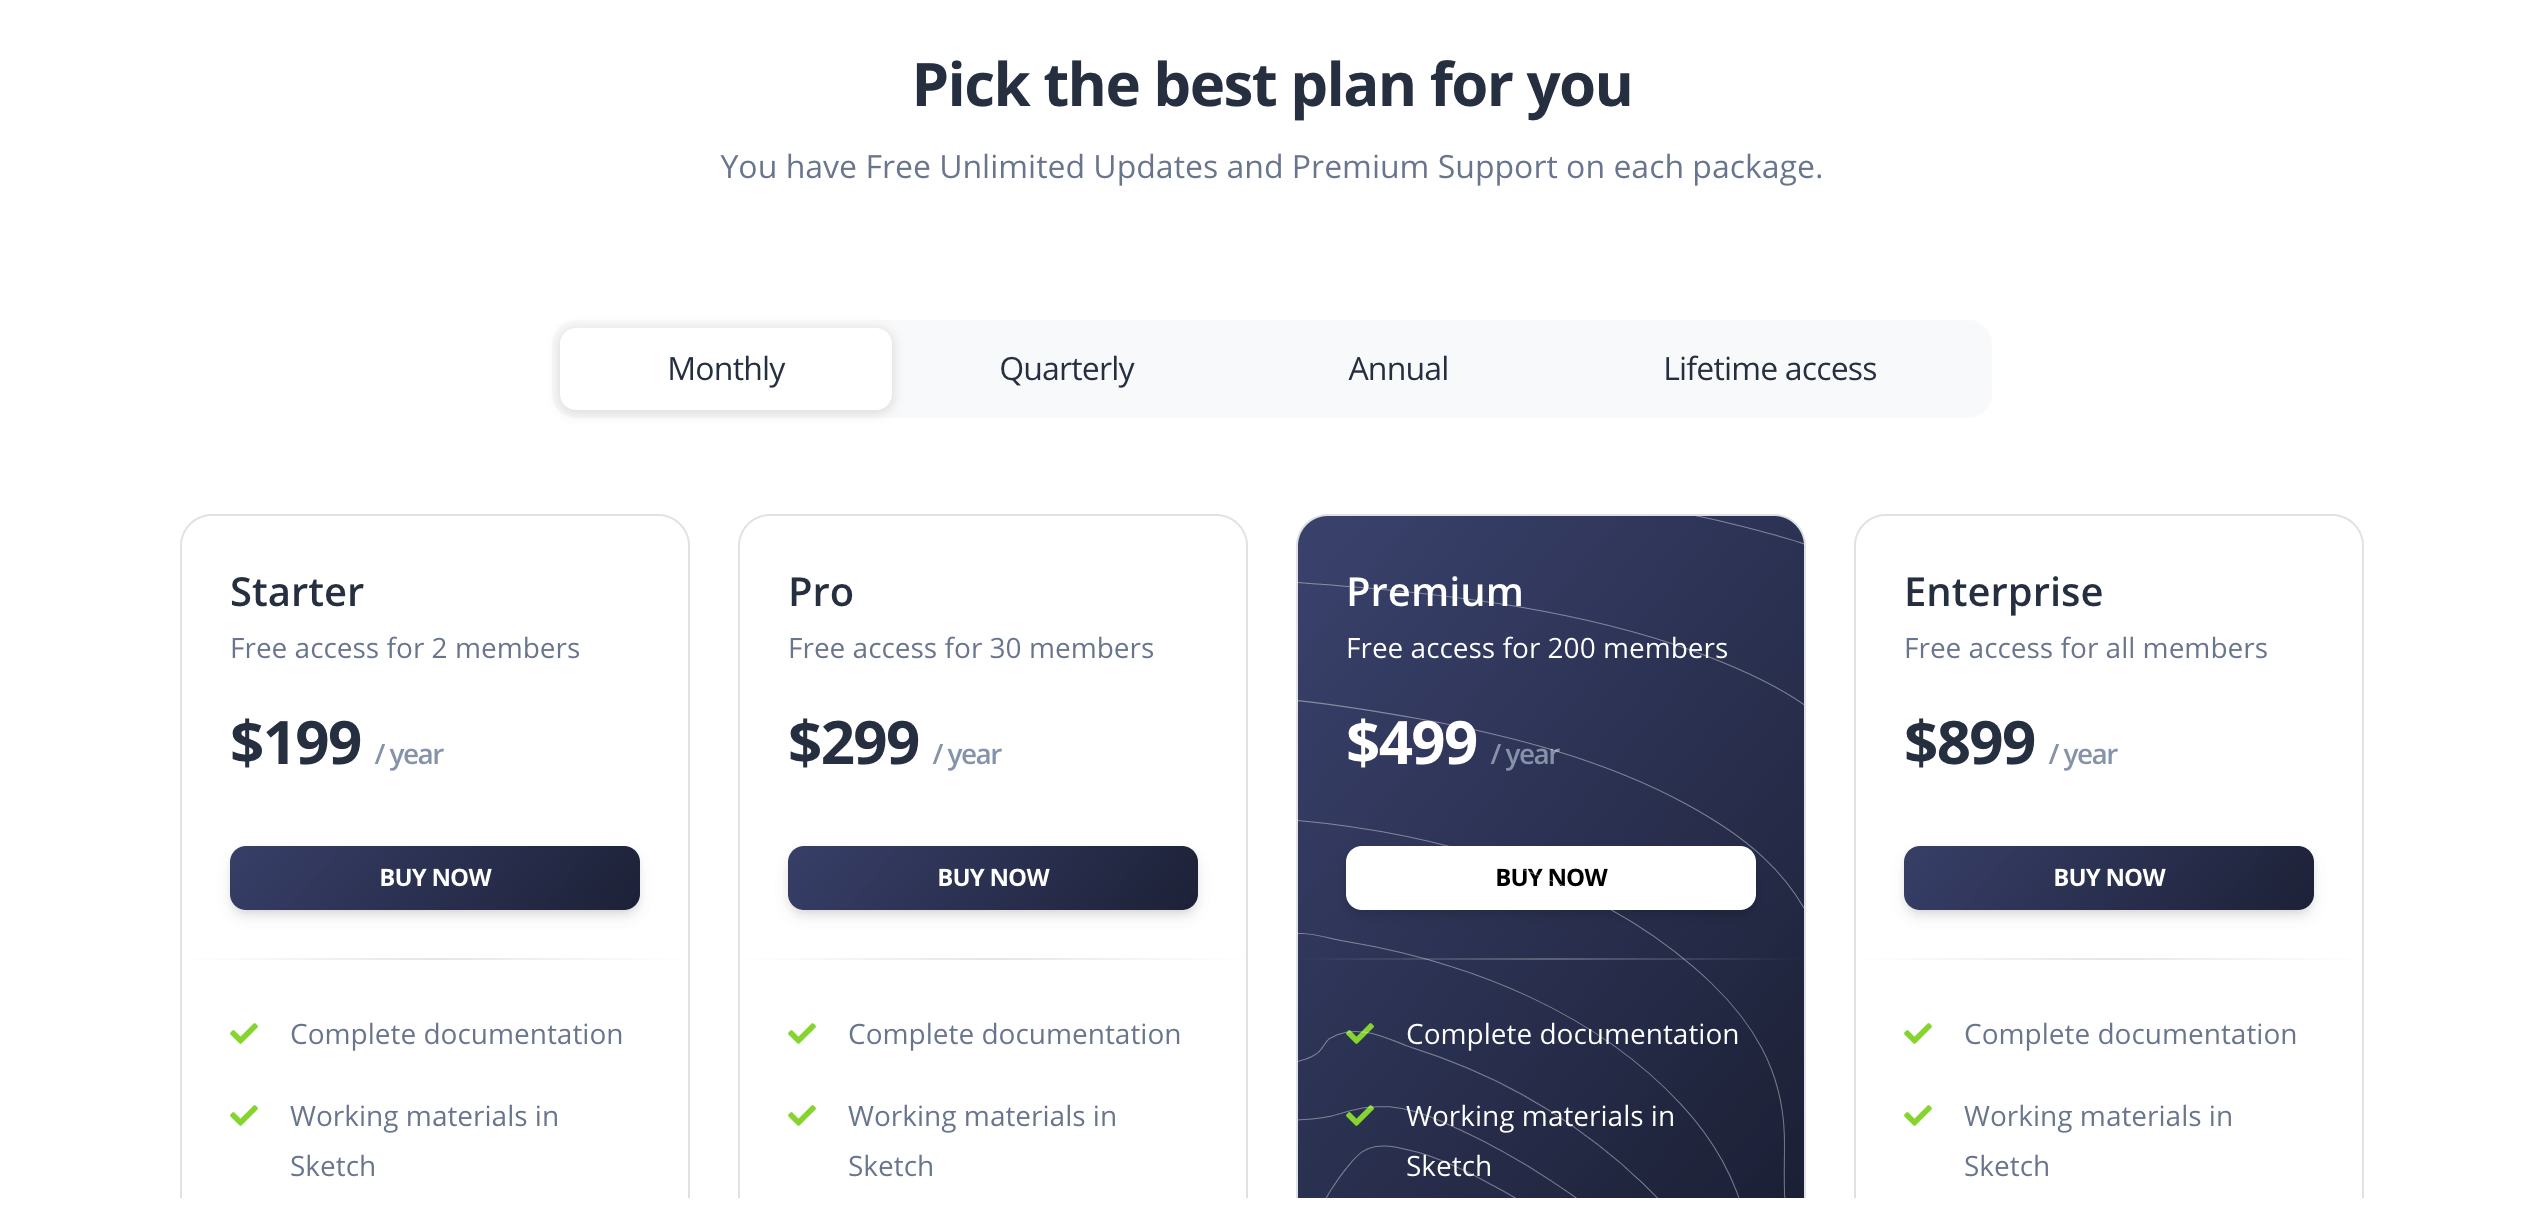 Pick the best plan for you
You have Free Unlimited Updates and Premium Support on each package.
Monthly
Quarterly
Annual
Lifetime access
Starter
Free access for 2 members
$199 / year
BUY NOW
Complete documentation
Working materials in
Sketch
Pro
Free access for 30 members
$299 / year
BUY NOW
Complete documentation
Working materials in
Sketch
Premium
Free access for 200 members
$499 / year
BUY NOW
Complete documentation
Working materials in
Sketch
Enterprise
Free access for all members
$899 / year
BUY NOW
Complete documentation
Working materials in
Sketch